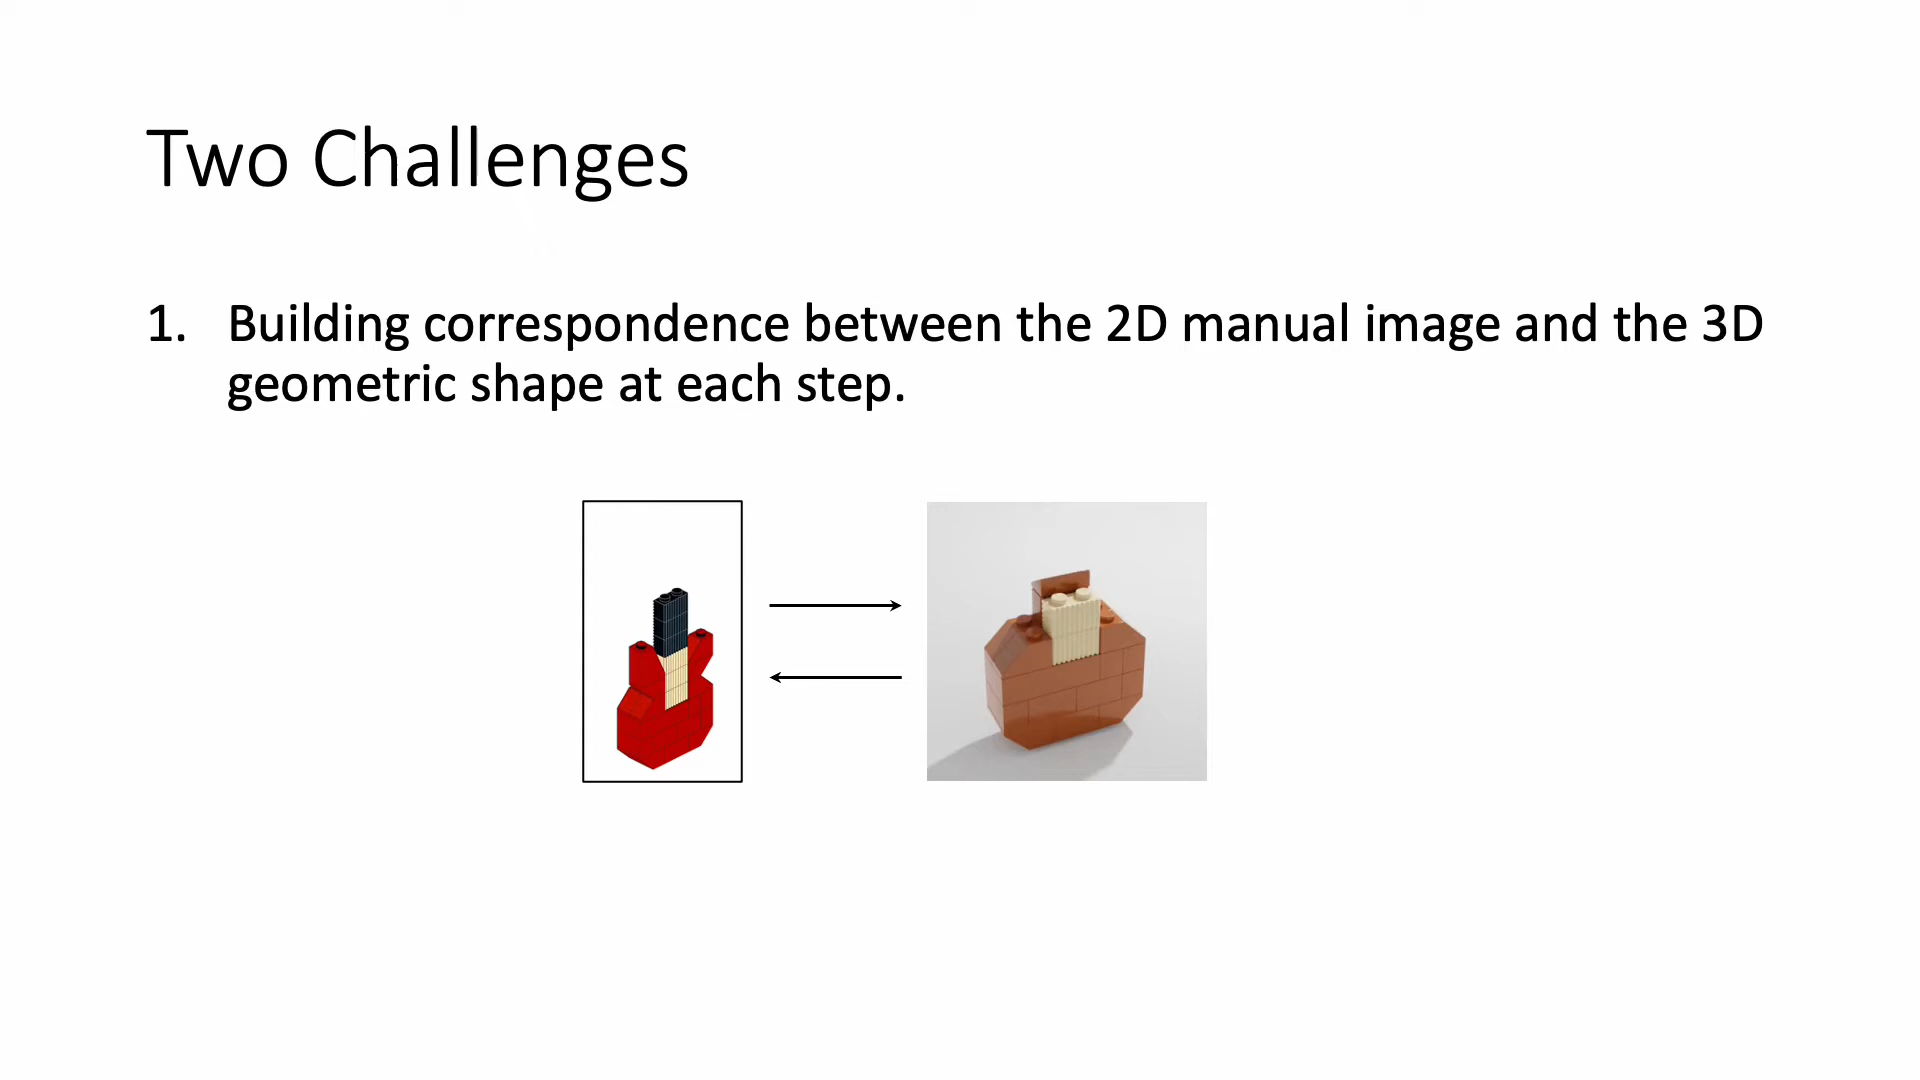 Two Challenges
1. Building correspondence between the 2D manual image and the 3D
geometric shape at each step.